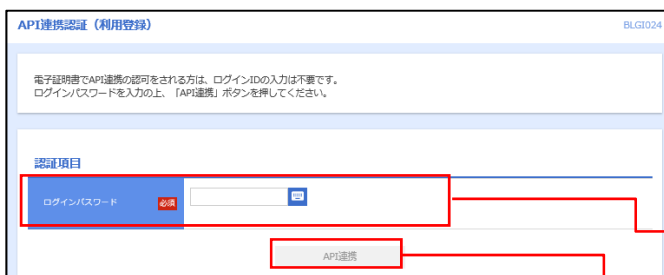 API連携認証（利用登録）
BLGI024
電子証明書でAPI連携の認可をされる方は、ログインIDの入力は不要です。
ログインパスワードを入力の上、「API連携」ボタンを押してください。
認証項目
ログインパスワード 必須
API連携